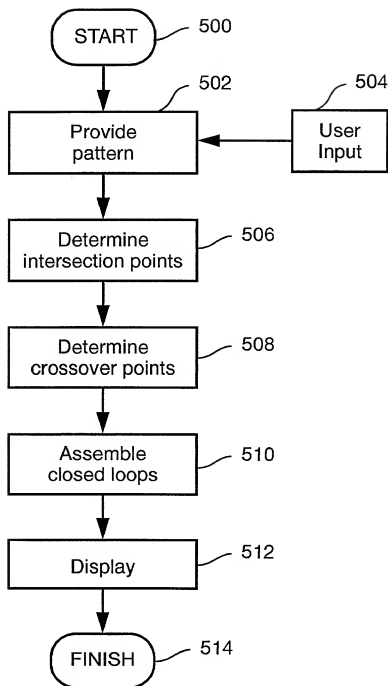 START
500
502
504
Provide
pattern
User
Input
Determine
intersection points
506
Determine
crossover points
508
Assemble
closed loops
510
Display
512
FINISH
514